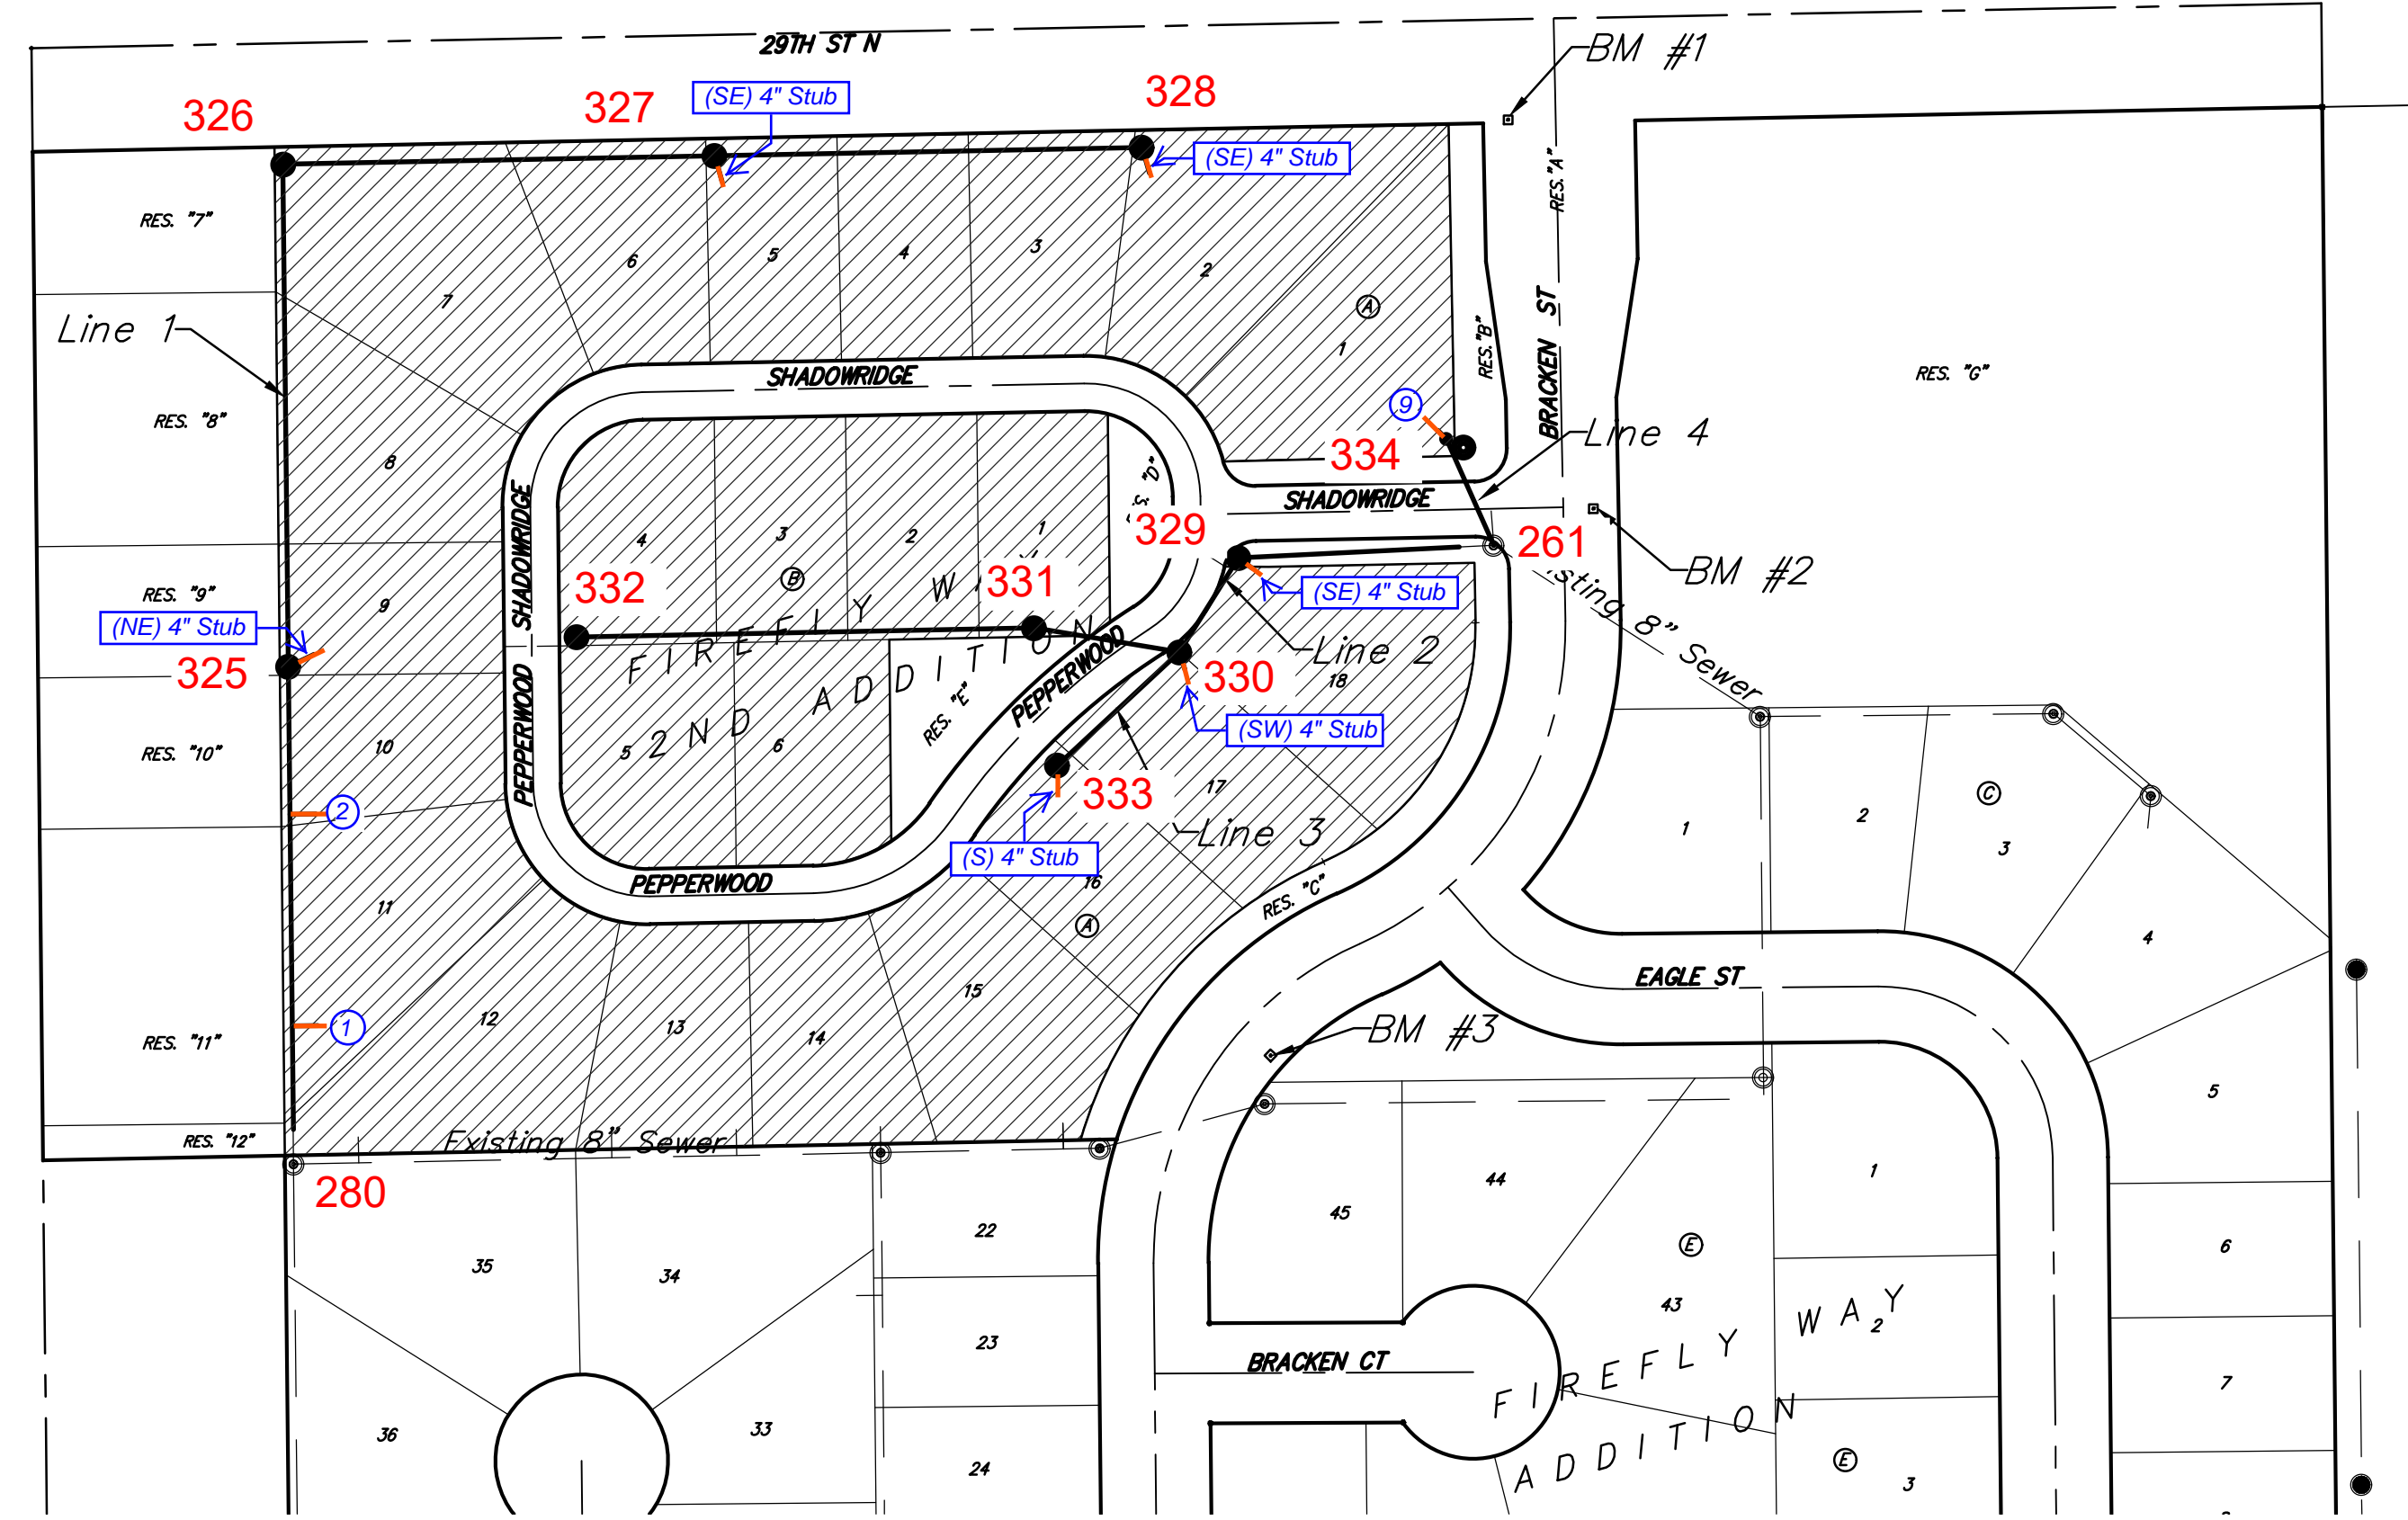 29TH ST N
BM #1
326
327
(SE) 4" Stub
328
(SE) 4" Stub
RES. "A"
RES. "7"
6
5
4
3
2
7
A
1
Line 1
RES. "B"
BRACKEN ST
RES. "G"
SHADOWRIDGE
9
Line 4
RES. "8"
8
334
SHADOWRIDGE
SHADOWRIDGE
"D"
329
261
4
3
2
1
BM #2
332
B
331
(SE) 4" Stub
RES. "9"
9
(NE) 4" Stub
325
FIREFLY
2ND ADDITION
PEPPERWOOD
Line 2
18
330
8" Sewer
RES. "E"
PEPPERWOOD
(SW) 4" Stub
RES. "10"
10
5
6
2
333
17
Line 3
(S) 4" Stub
1
2
C
3
PEPPERWOOD
16
RES. "C"
11
A
4
EAGLE ST
15
12
13
14
1
BM #3
RES. "11"
5
RES. "12"
Existing 8" Sewer
280
22
45
44
1
35
34
E
6
23
43
2
FIREFLY WAY
ADDITION
BRACKEN CT
7
36
33
24
E
3